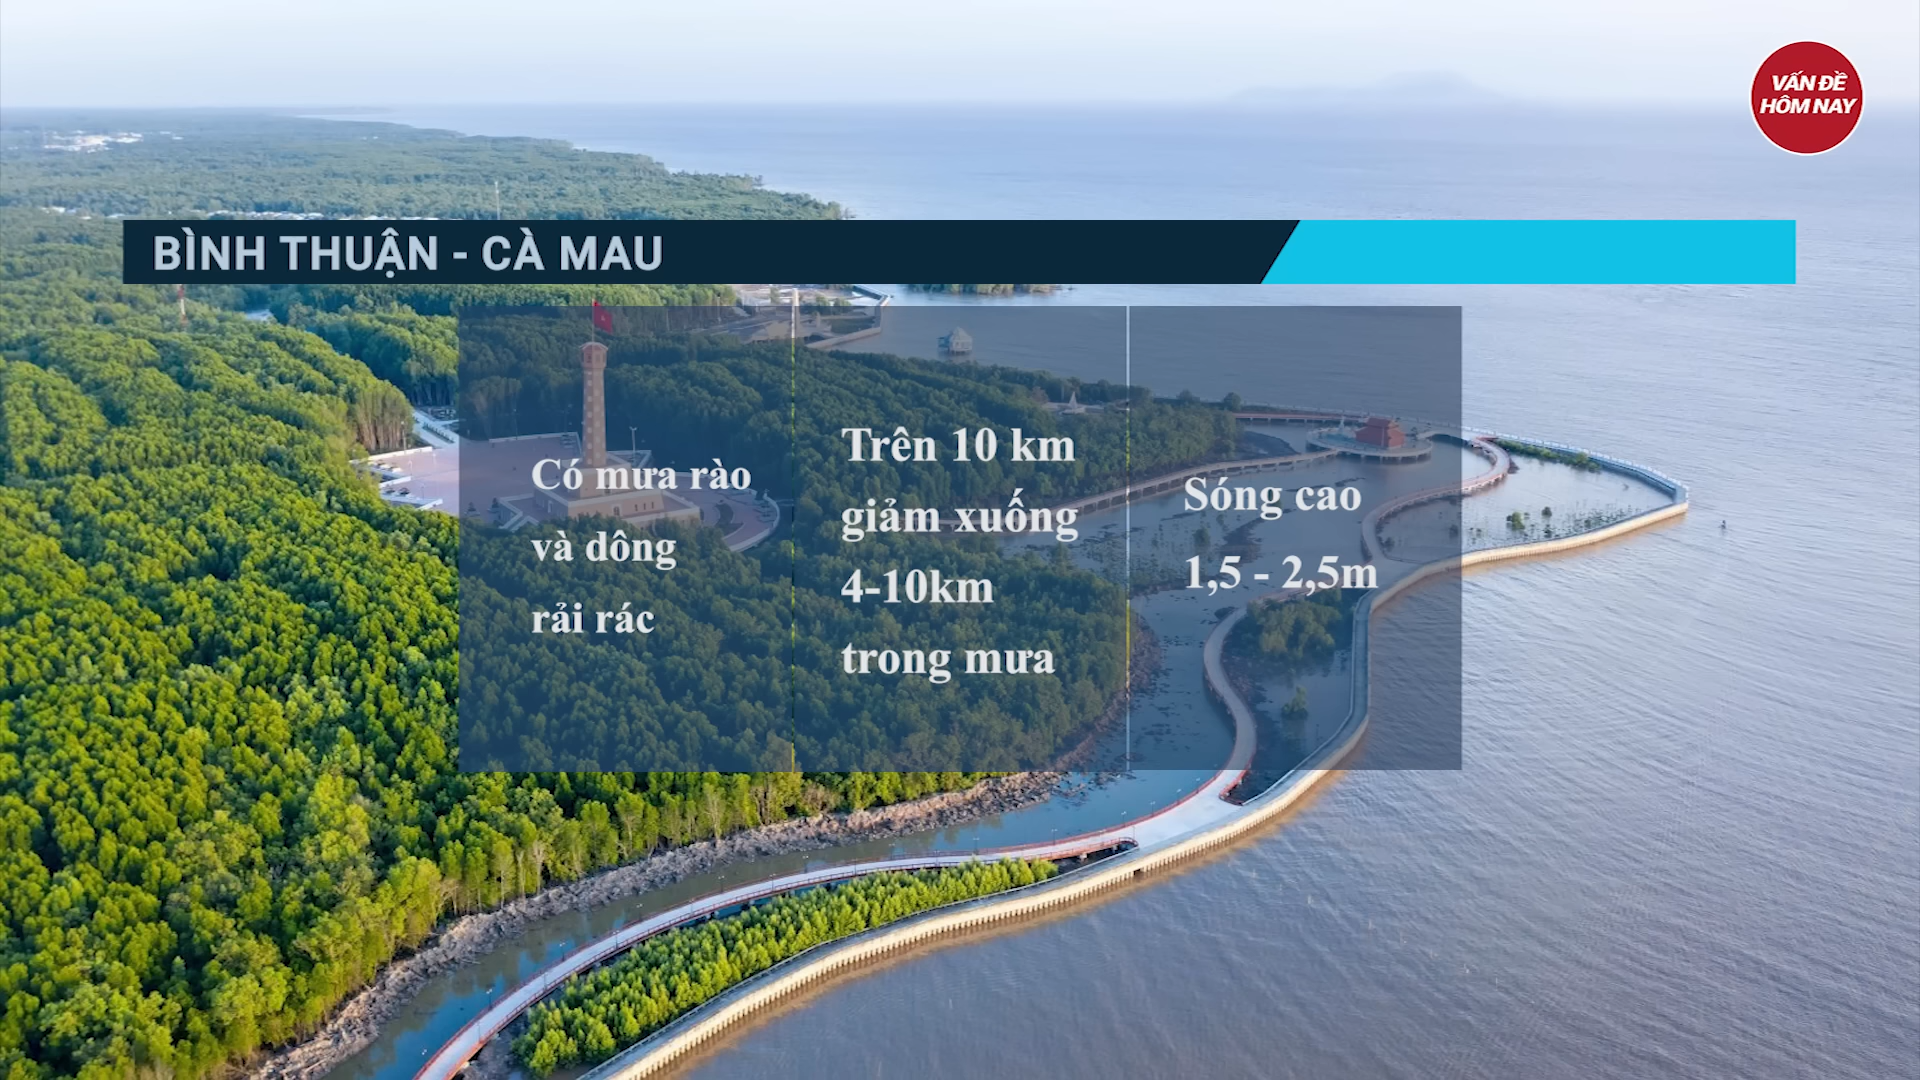 VẤN ĐỀ
HÔM NAY
BÌNH THUẬN - CÀ MAU
Có mưa rào
và dông
rải rác
Trên 10 km
giảm xuống
4-10km
trong mưa
Sóng cao
1,5 - 2,5m